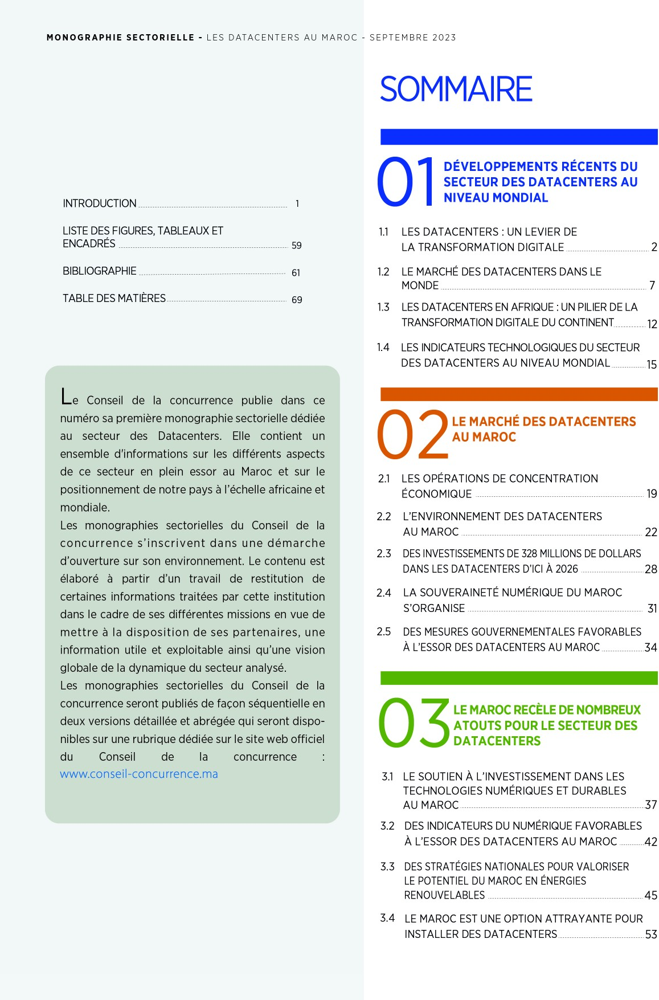 MONOGRAPHIE SECTORIELLE - LES DATACENTERS AU MAROC - SEPTEMBRE 2023
INTRODUCTION 1
LISTE DES FIGURES, TABLEAUX ET
ENCADRÉS 59
BIBLIOGRAPHIE 61
TABLE DES MATIÈRES 69
Le Conseil de la concurrence publie dans ce
numéro sa première monographie sectorielle dédiée
au secteur des Datacenters. Elle contient un
ensemble d'informations sur les différents aspects
de ce secteur en plein essor au Maroc et sur le
positionnement de notre pays à l’échelle africaine et
mondiale.
Les monographies sectorielles du Conseil de la
concurrence s’inscrivent dans une démarche
d’ouverture sur son environnement. Le contenu est
élaboré à partir d’un travail de restitution de
certaines informations traitées par cette institution
dans le cadre de ses différentes missions en vue de
mettre à la disposition de ses partenaires, une
information utile et exploitable ainsi qu’une vision
globale de la dynamique du secteur analysé.
Les monographies sectorielles du Conseil de la
concurrence seront publiés de façon séquentielle en
deux versions détaillée et abrégée qui seront dispo-
nibles sur une rubrique dédiée sur le site web officiel
du Conseil de la concurrence :
www.conseil-concurrence.ma
SOMMAIRE
01 DÉVELOPPEMENTS RÉCENTS DU
SECTEUR DES DATACENTERS AU
NIVEAU MONDIAL
1.1 LES DATACENTERS : UN LEVIER DE
LA TRANSFORMATION DIGITALE 2
1.2 LE MARCHÉ DES DATACENTERS DANS LE
MONDE 7
1.3 LES DATACENTERS EN AFRIQUE : UN PILIER DE LA
TRANSFORMATION DIGITALE DU CONTINENT 12
1.4 LES INDICATEURS TECHNOLOGIQUES DU SECTEUR
DES DATACENTERS AU NIVEAU MONDIAL 15
02 LE MARCHÉ DES DATACENTERS
AU MAROC
2.1 LES OPÉRATIONS DE CONCENTRATION
ÉCONOMIQUE 19
2.2 L’ENVIRONNEMENT DES DATACENTERS
AU MAROC 22
2.3 DES INVESTISSEMENTS DE 328 MILLIONS DE DOLLARS
DANS LES DATACENTERS D’ICI À 2026 28
2.4 LA SOUVERAINETÉ NUMÉRIQUE DU MAROC
S’ORGANISE 31
2.5 DES MESURES GOUVERNEMENTALES FAVORABLES
À L’ESSOR DES DATACENTERS AU MAROC 34
03 LE MAROC RECÈLE DE NOMBREUX
ATOUTS POUR LE SECTEUR DES
DATACENTERS
3.1 LE SOUTIEN À L’INVESTISSEMENT DANS LES
TECHNOLOGIES NUMÉRIQUES ET DURABLES
AU MAROC 37
3.2 DES INDICATEURS DU NUMÉRIQUE FAVORABLES
À L’ESSOR DES DATACENTERS AU MAROC 42
3.3 DES STRATÉGIES NATIONALES POUR VALORISER
LE POTENTIEL DU MAROC EN ÉNERGIES
RENOUVELABLES 45
3.4 LE MAROC EST UNE OPTION ATTRAYANTE POUR
INSTALLER DES DATACENTERS 53